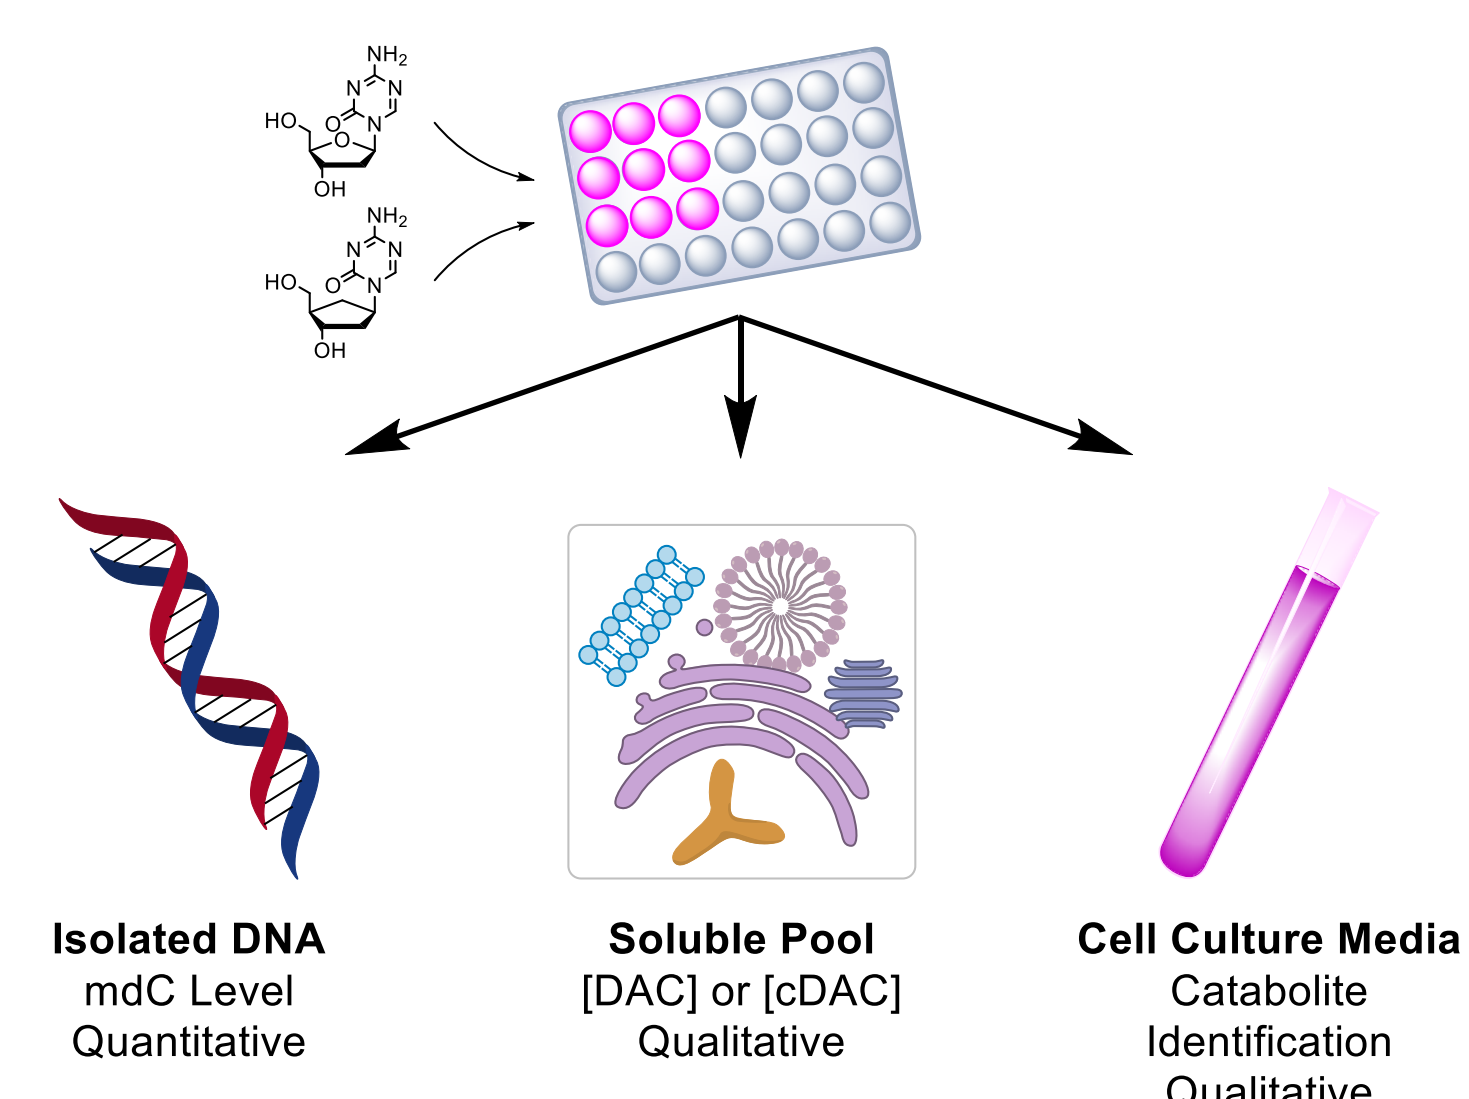 NH2
N
N
O
N
HO
O
OH
NH2
N
N
O
N
HO
OH
Isolated DNA
mdC Level
Quantitative
Soluble Pool
[DAC] or [cDAC]
Qualitative
Cell Culture Media
Catabolite
Identification
Qualitative